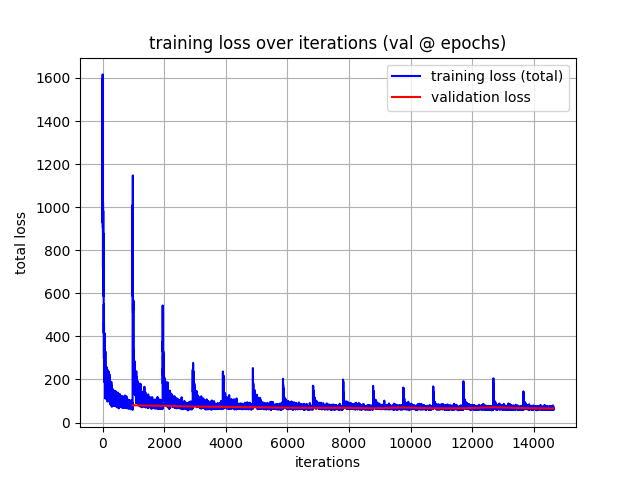 training loss over iterations (val @ epochs)
training loss (total)
validation loss
total loss
1600
1400
1200
1000
800
600
400
200
0
0 2000 4000 6000 8000 10000 12000 14000
iterations